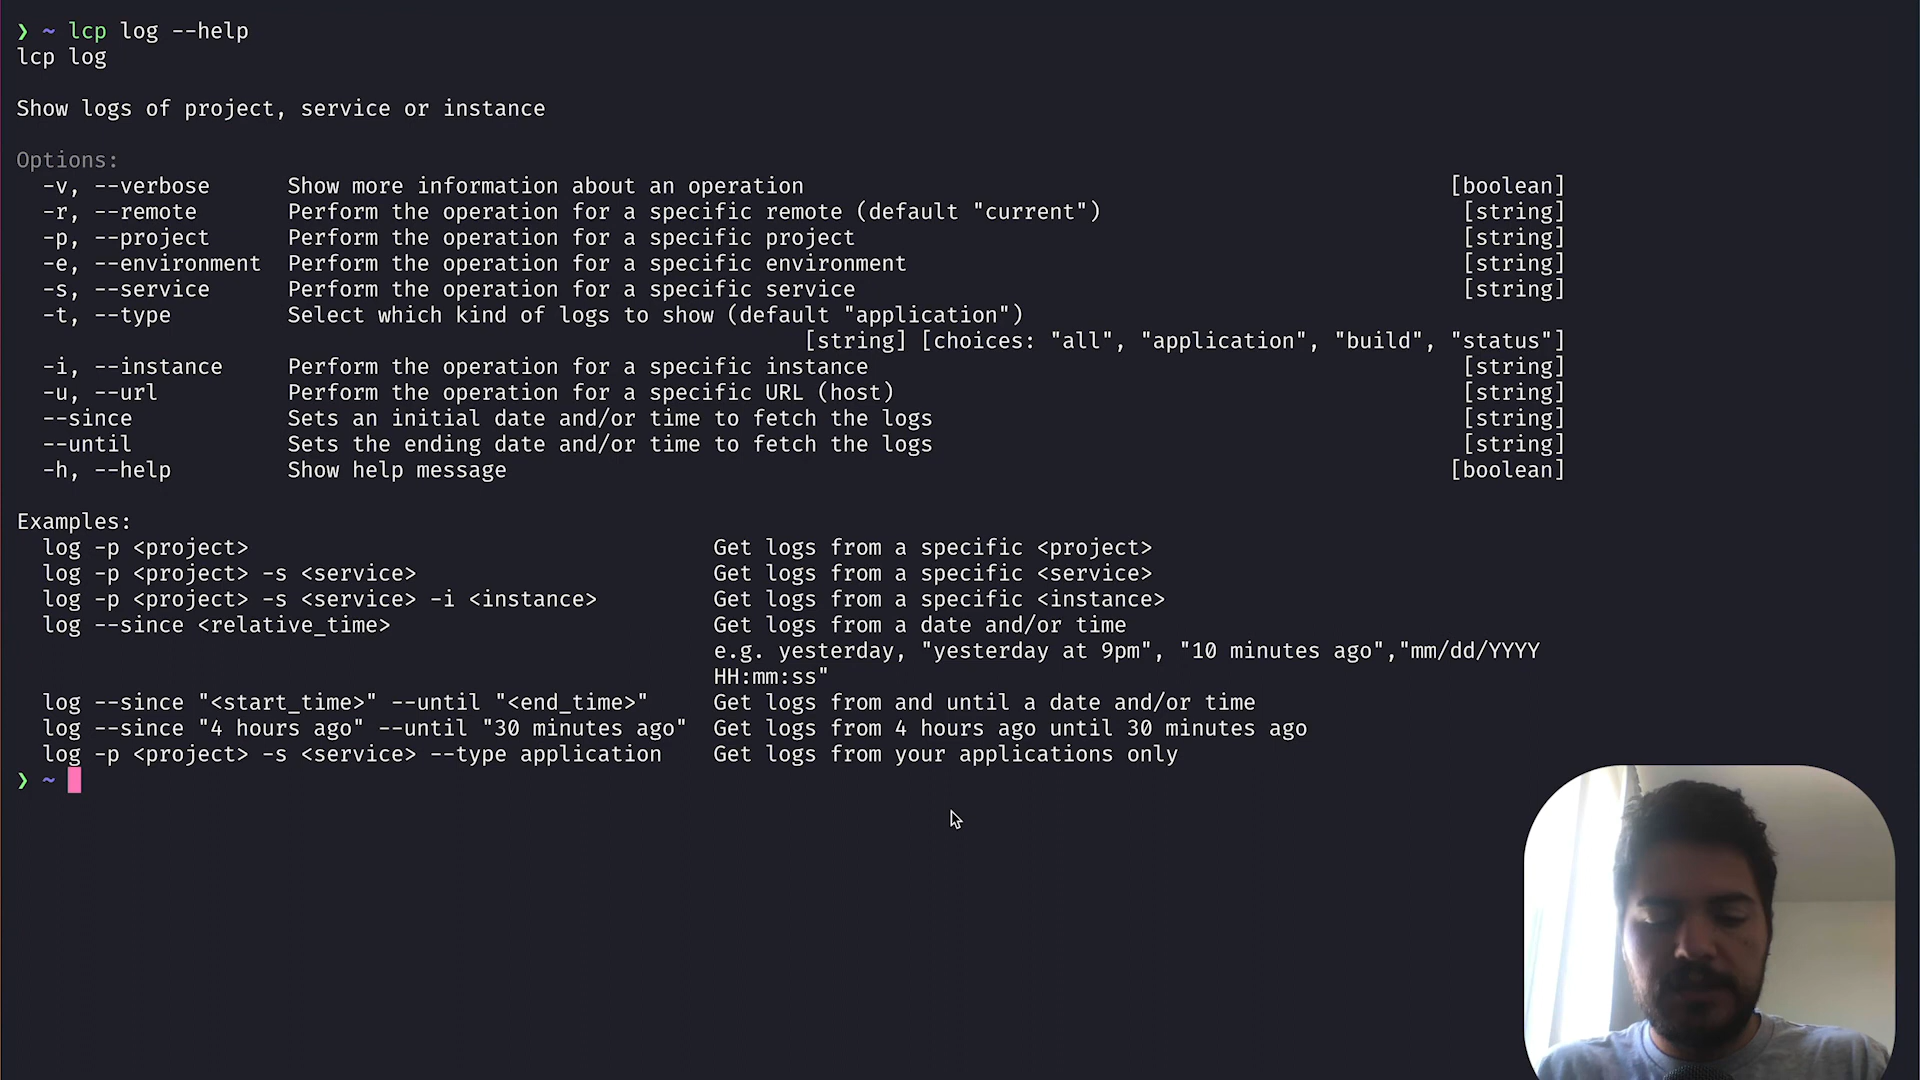 ❯ ~ lcp log --help
lcp log
Show logs of project, service or instance
Options:
-v, --verbose Show more information about an operation [boolean]
-r, --remote Perform the operation for a specific remote (default "current") [string]
-p, --project Perform the operation for a specific project [string]
-e, --environment Perform the operation for a specific environment [string]
-s, --service Perform the operation for a specific service [string]
-t, --type Select which kind of logs to show (default "application")
[string] [choices: "all", "application", "build", "status"]
-i, --instance Perform the operation for a specific instance [string]
-u, --url Perform the operation for a specific URL (host) [string]
--since Sets an initial date and/or time to fetch the logs [string]
--until Sets the ending date and/or time to fetch the logs [string]
-h, --help Show help message [boolean]
Examples:
log -p <project> Get logs from a specific <project>
log -p <project> -s <service> Get logs from a specific <service>
log -p <project> -s <service> -i <instance> Get logs from a specific <instance>
log --since <relative_time> Get logs from a date and/or time
e.g. yesterday, "yesterday at 9pm", "10 minutes ago","mm/dd/YYYY
HH:mm:ss"
log --since "<start_time>" --until "<end_time>" Get logs from and until a date and/or time
log --since "4 hours ago" --until "30 minutes ago" Get logs from 4 hours ago until 30 minutes ago
log -p <project> -s <service> --type application Get logs from your applications only
❯ ~